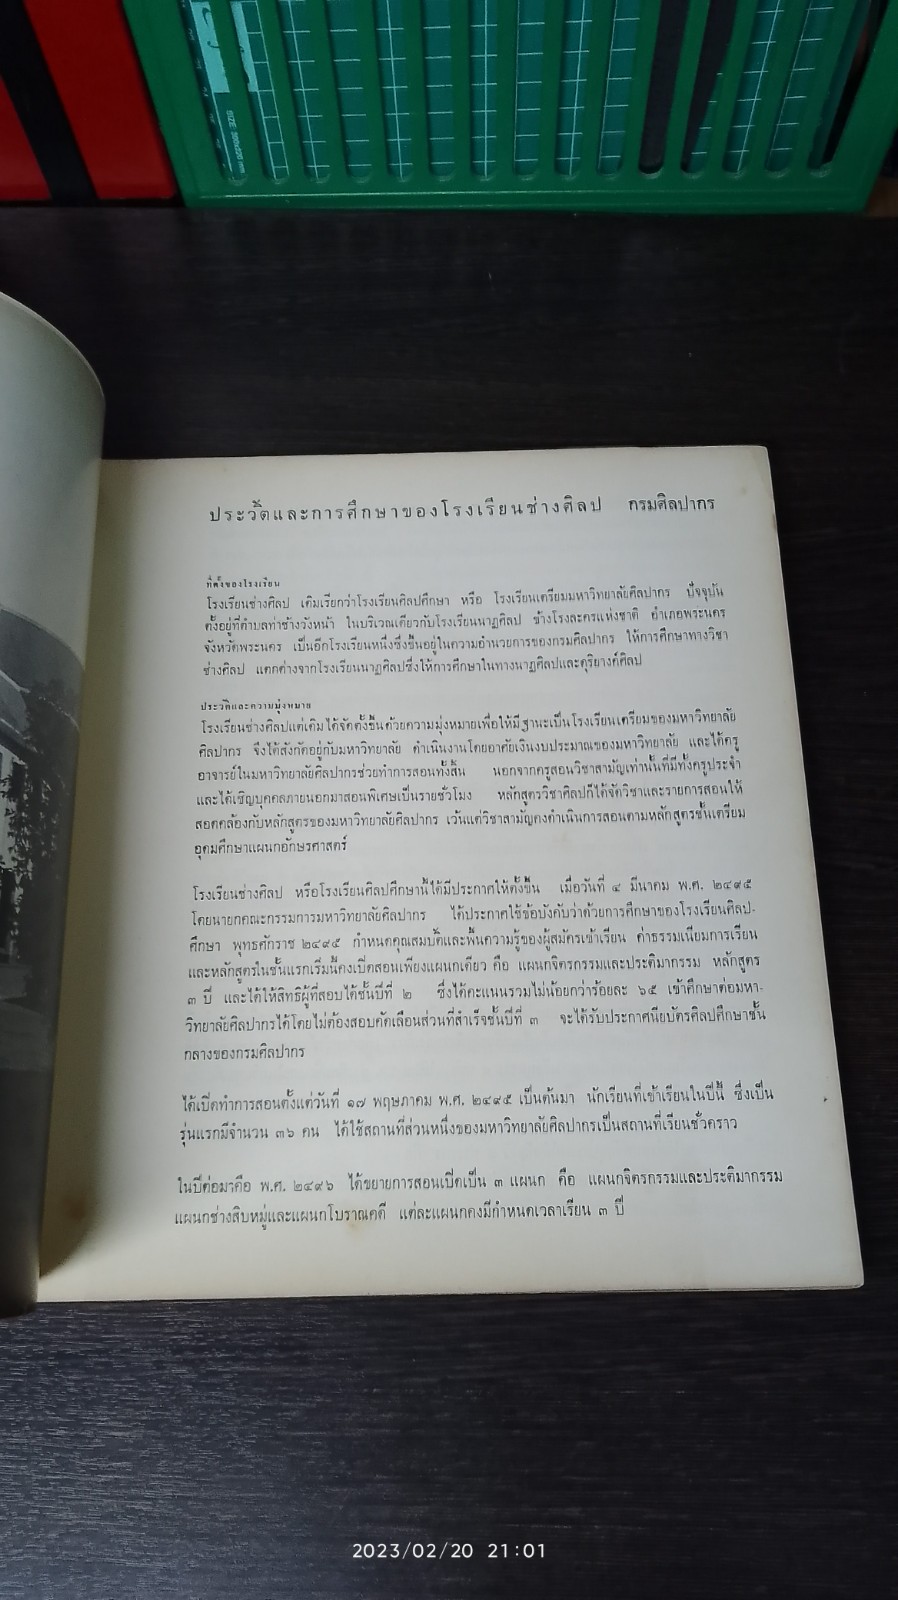 SIZE 300x220 mm
ประวัติและการศึกษาของโรงเรียนช่างศิลป กรมศิลปากร
ที่ตั้งของโรงเรียน
โรงเรียนช่างศิลป เดิมเรียกว่าโรงเรียนศิลปศึกษา หรือ โรงเรียนเตรียมมหาวิทยาลัยศิลปากร ปัจจุบัน
ตั้งอยู่ที่ตำบลท่าช้างวังหน้า ในบริเวณเดียวกับโรงเรียนนาฏศิลป ข้างโรงละครแห่งชาติ อำเภอพระนคร
จังหวัดพระนคร เป็นอีกโรงเรียนหนึ่งซึ่งขึ้นอยู่ในความอำนวยการของกรมศิลปากร ให้การศึกษาทางวิชา
ช่างศิลป แตกต่างจากโรงเรียนนาฏศิลปซึ่งให้การศึกษาในทางนาฏศิลปและดุริยางค์ศิลป
ประวัติและความมุ่งหมาย
โรงเรียนช่างศิลปแต่เดิมได้จัดตั้งขึ้นด้วยความมุ่งหมายเพื่อให้มีฐานะเป็นโรงเรียนเตรียมของมหาวิทยาลัย
ศิลปากร จึงได้สังกัดอยู่กับมหาวิทยาลัย ดำเนินงานโดยอาศัยเงินงบประมาณของมหาวิทยาลัย และได้ครู
อาจารย์ในมหาวิทยาลัยศิลปากรช่วยทำการสอนทั้งสิ้น นอกจากครูสอนวิชาสามัญเท่านั้นที่มีทั้งครูประจำ
และได้เชิญบุคคลภายนอกมาสอนพิเศษเป็นรายชั่วโมง หลักสูตรวิชาศิลปก็ได้จัดวิชาและรายการสอนให้
สอดคล้องกับหลักสูตรของมหาวิทยาลัยศิลปากร เว้นแต่วิชาสามัญคงดำเนินการสอนตามหลักสูตรชั้นเตรียม
อุดมศึกษาแผนกอักษรศาสตร์
โรงเรียนช่างศิลป หรือโรงเรียนศิลปศึกษานี้ได้มีประกาศให้ตั้งขึ้น เมื่อวันที่ ๔ มีนาคม พ.ศ. ๒๔๙๕
โดยนายกคณะกรรมการมหาวิทยาลัยศิลปากร ได้ประกาศใช้ข้อบังคับว่าด้วยการศึกษาของโรงเรียนศิลป-
ศึกษา พุทธศักราช ๒๔๙๕ กำหนดคุณสมบัติและพื้นความรู้ของผู้สมัครเข้าเรียน ค่าธรรมเนียมการเรียน
และหลักสูตรในชั้นแรกเริ่มนี้คงเปิดสอนเพียงแผนกเดียว คือ แผนกจิตรกรรมและประติมากรรม หลักสูตร
๓ ปี และได้ให้สิทธิผู้ที่สอบได้ชั้นปีที่ ๒ ซึ่งได้คะแนนรวมไม่น้อยกว่าร้อยละ ๖๕ เข้าศึกษาต่อมหา-
วิทยาลัยศิลปากรได้โดยไม่ต้องสอบคัดเลือนส่วนที่สำเร็จชั้นปีที่ ๓ จะได้รับประกาศนียบัตรศิลปศึกษาชั้น
กลางของกรมศิลปากร
ได้เปิดทำการสอนตั้งแต่วันที่ ๑๗ พฤษภาคม พ.ศ. ๒๔๙๕ เป็นต้นมา นักเรียนที่เข้าเรียนในปีนี้ ซึ่งเป็น
รุ่นแรกมีจำนวน ๓๖ คน ได้ใช้สถานที่ส่วนหนึ่งของมหาวิทยาลัยศิลปากรเป็นสถานที่เรียนชั่วคราว
ในปีต่อมาคือ พ.ศ. ๒๔๙๖ ได้ขยายการสอนเปิดเป็น ๓ แผนก คือ แผนกจิตรกรรมและประติมากรรม
แผนกช่างสิบหมู่และแผนกโบราณคดี แต่ละแผนกคงมีกำหนดเวลาเรียน ๓ ปี
2023/02/20 21:01